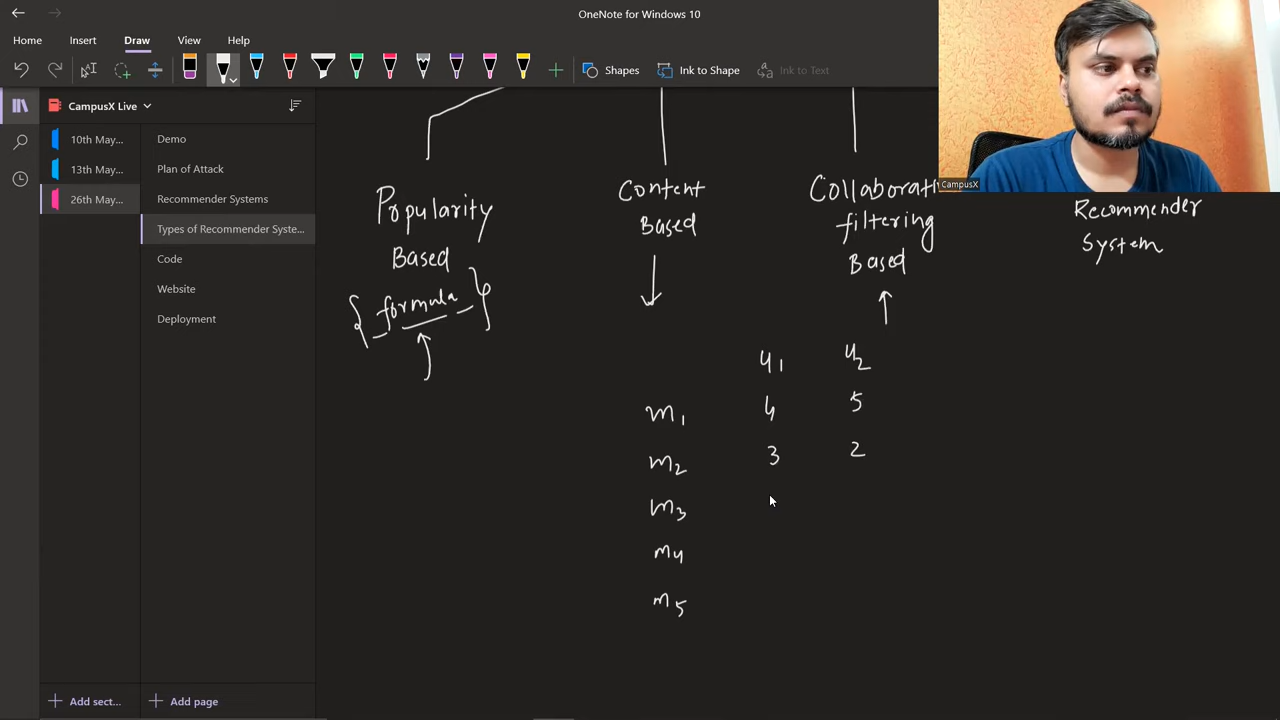 OneNote for Windows 10
Home
Insert
Draw
View
Help
Shapes
Ink to Shape
Ink to Text
CampusX Live
10th May...
13th May...
26th May...
Demo
Plan of Attack
Recommender Systems
Types of Recommender Syste...
Code
Website
Deployment
Add sect...
Add page
CampusX
Popularity
Based
{ formula }
Content
Based
Collaborati
filtering
Based
Recommender
System
u1 u2
m1 4 5
m2 3 2
m3
m4
m5